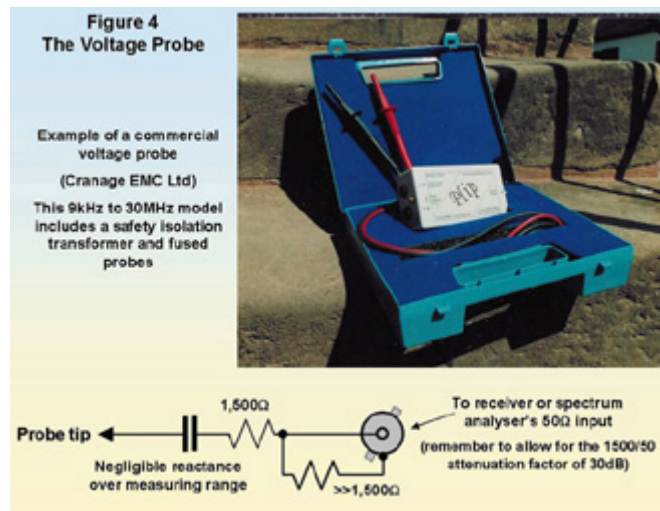 Figure 4
The Voltage Probe
Example of a commercial
voltage probe
(Cranage EMC Ltd)
This 9kHz to 30MHz model
includes a safety isolation
transformer and fused
probes
plip
1,500Ω
Probe tip
Negligible reactance
over measuring range
>>1,500Ω
To receiver or spectrum
analyser's 50Ω input
(remember to allow for the 1500/50
attenuation factor of 30dB)